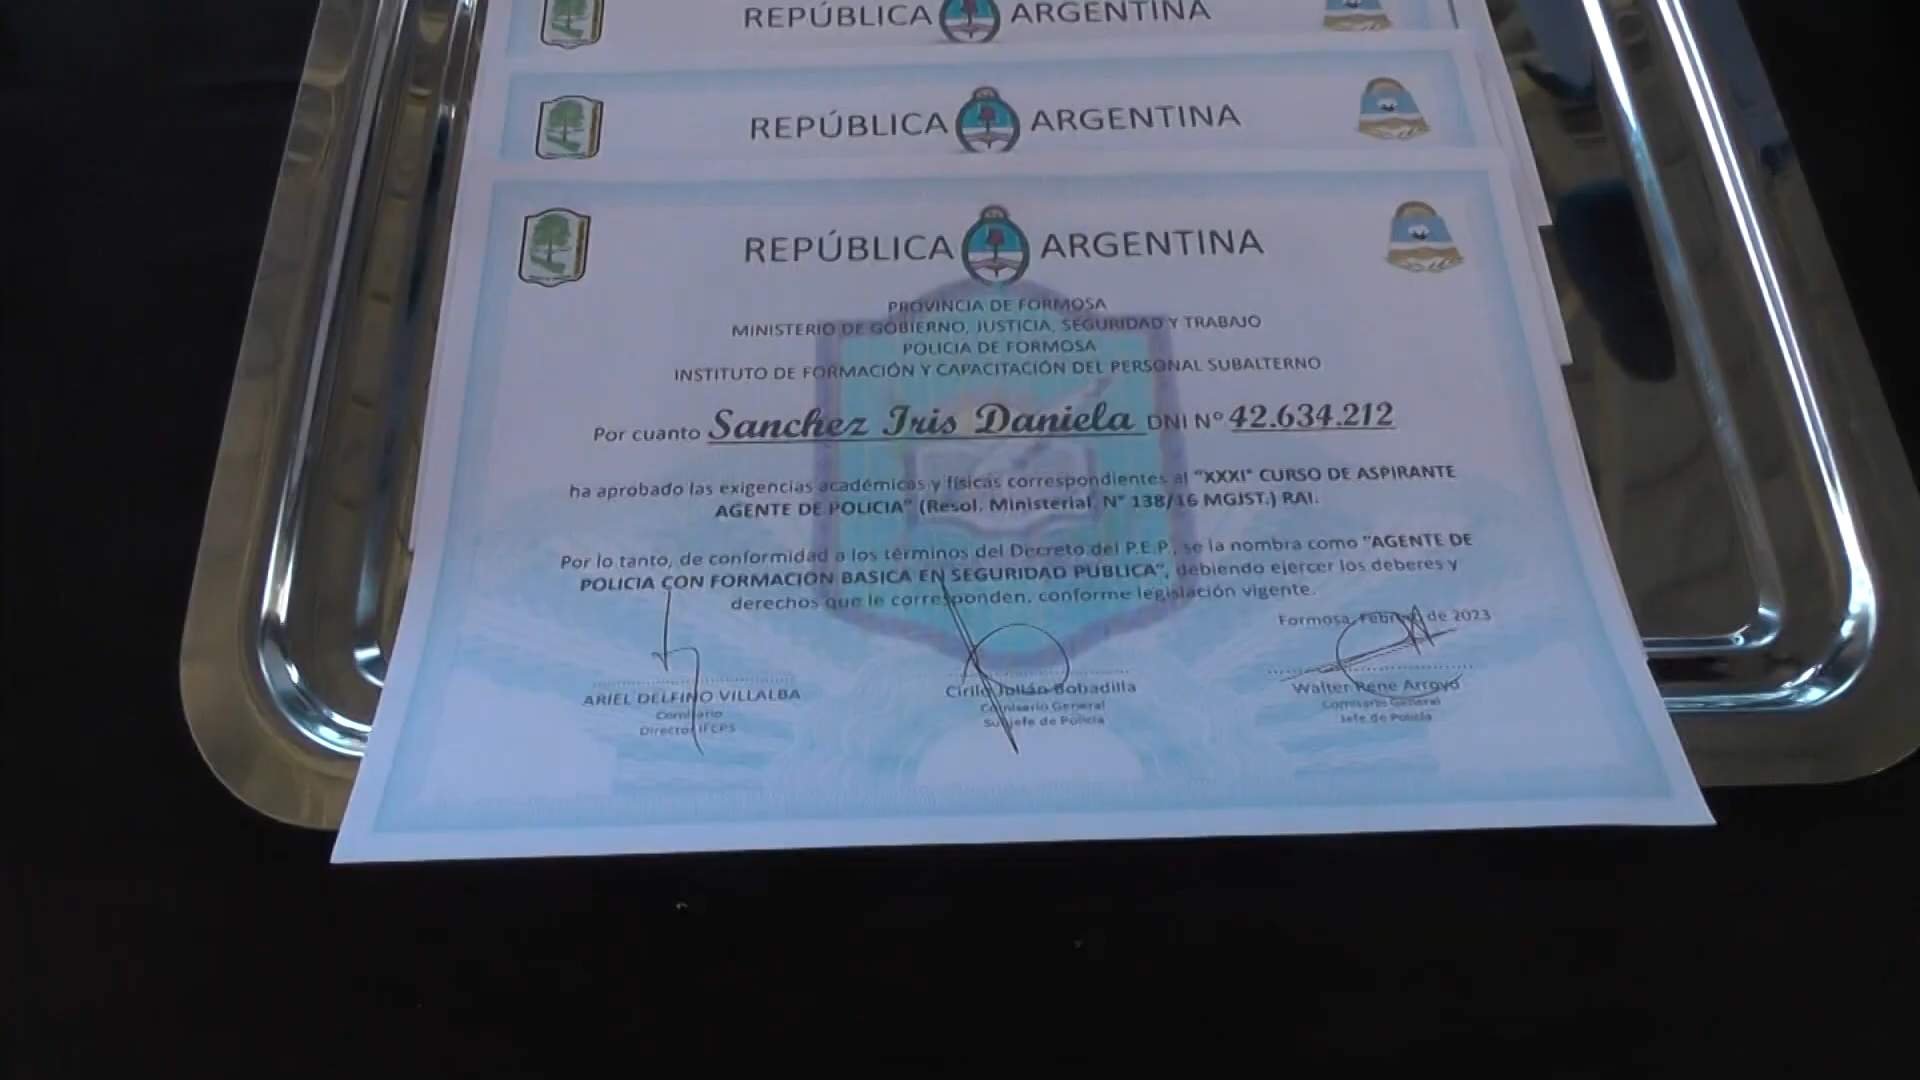 REPÚBLICA ARGENTINA
REPÚBLICA ARGENTINA
REPÚBLICA ARGENTINA
PROVINCIA DE FORMOSA
MINISTERIO DE GOBIERNO, JUSTICIA, SEGURIDAD Y TRABAJO
POLICIA DE FORMOSA
INSTITUTO DE FORMACIÓN Y CAPACITACIÓN DEL PERSONAL SUBALTERNO
Por cuanto Sanchez Iris Daniela DNI N° 42.634.212
ha aprobado las exigencias académicas y físicas correspondientes al "XXXI° CURSO DE ASPIRANTE
AGENTE DE POLICIA" (Resol. Ministerial. N° 138/16 MGJST.) RAI.
Por lo tanto, de conformidad a los términos del Decreto del P.E.P., se la nombra como "AGENTE DE
POLICIA CON FORMACION BASICA EN SEGURIDAD PUBLICA", debiendo ejercer los deberes y
derechos que le corresponden, conforme legislación vigente.
Formosa, Febrero de 2023
ARIEL DELFINO VILLALBA
Comisario
Director IFCPS
Cirilo Julián Bobadilla
Comisario General
Subjefe de Policía
Walter Rene Arroyo
Comisario General
Jefe de Policía